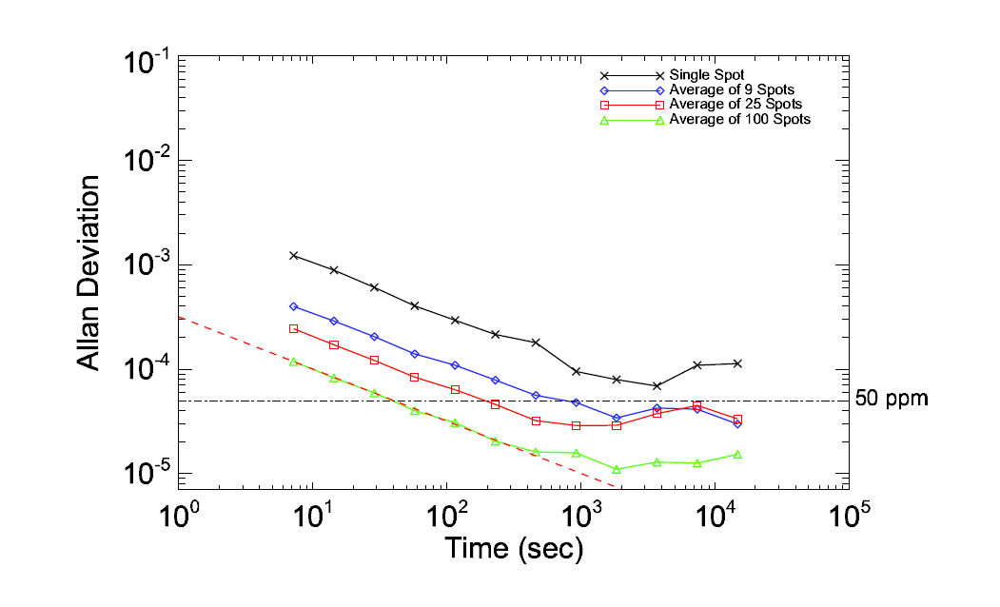 Single Spot
Average of 9 Spots
Average of 25 Spots
Average of 100 Spots
10^-1
10^-2
10^-3
10^-4
10^-5
Allan Deviation
50 ppm
10^0 10^1 10^2 10^3 10^4 10^5
Time (sec)